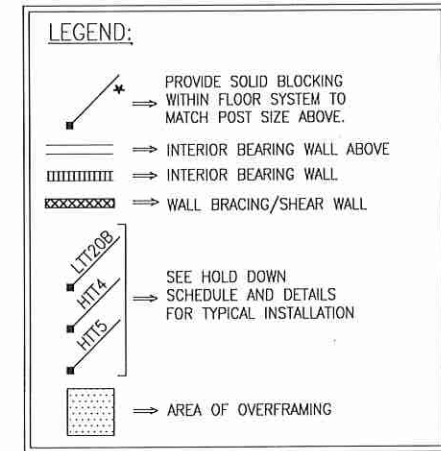 LEGEND:
PROVIDE SOLID BLOCKING
WITHIN FLOOR SYSTEM TO
MATCH POST SIZE ABOVE.
INTERIOR BEARING WALL ABOVE
INTERIOR BEARING WALL
WALL BRACING/SHEAR WALL
LTT20B
HTT4
HTT5
SEE HOLD DOWN
SCHEDULE AND DETAILS
FOR TYPICAL INSTALLATION
AREA OF OVERFRAMING